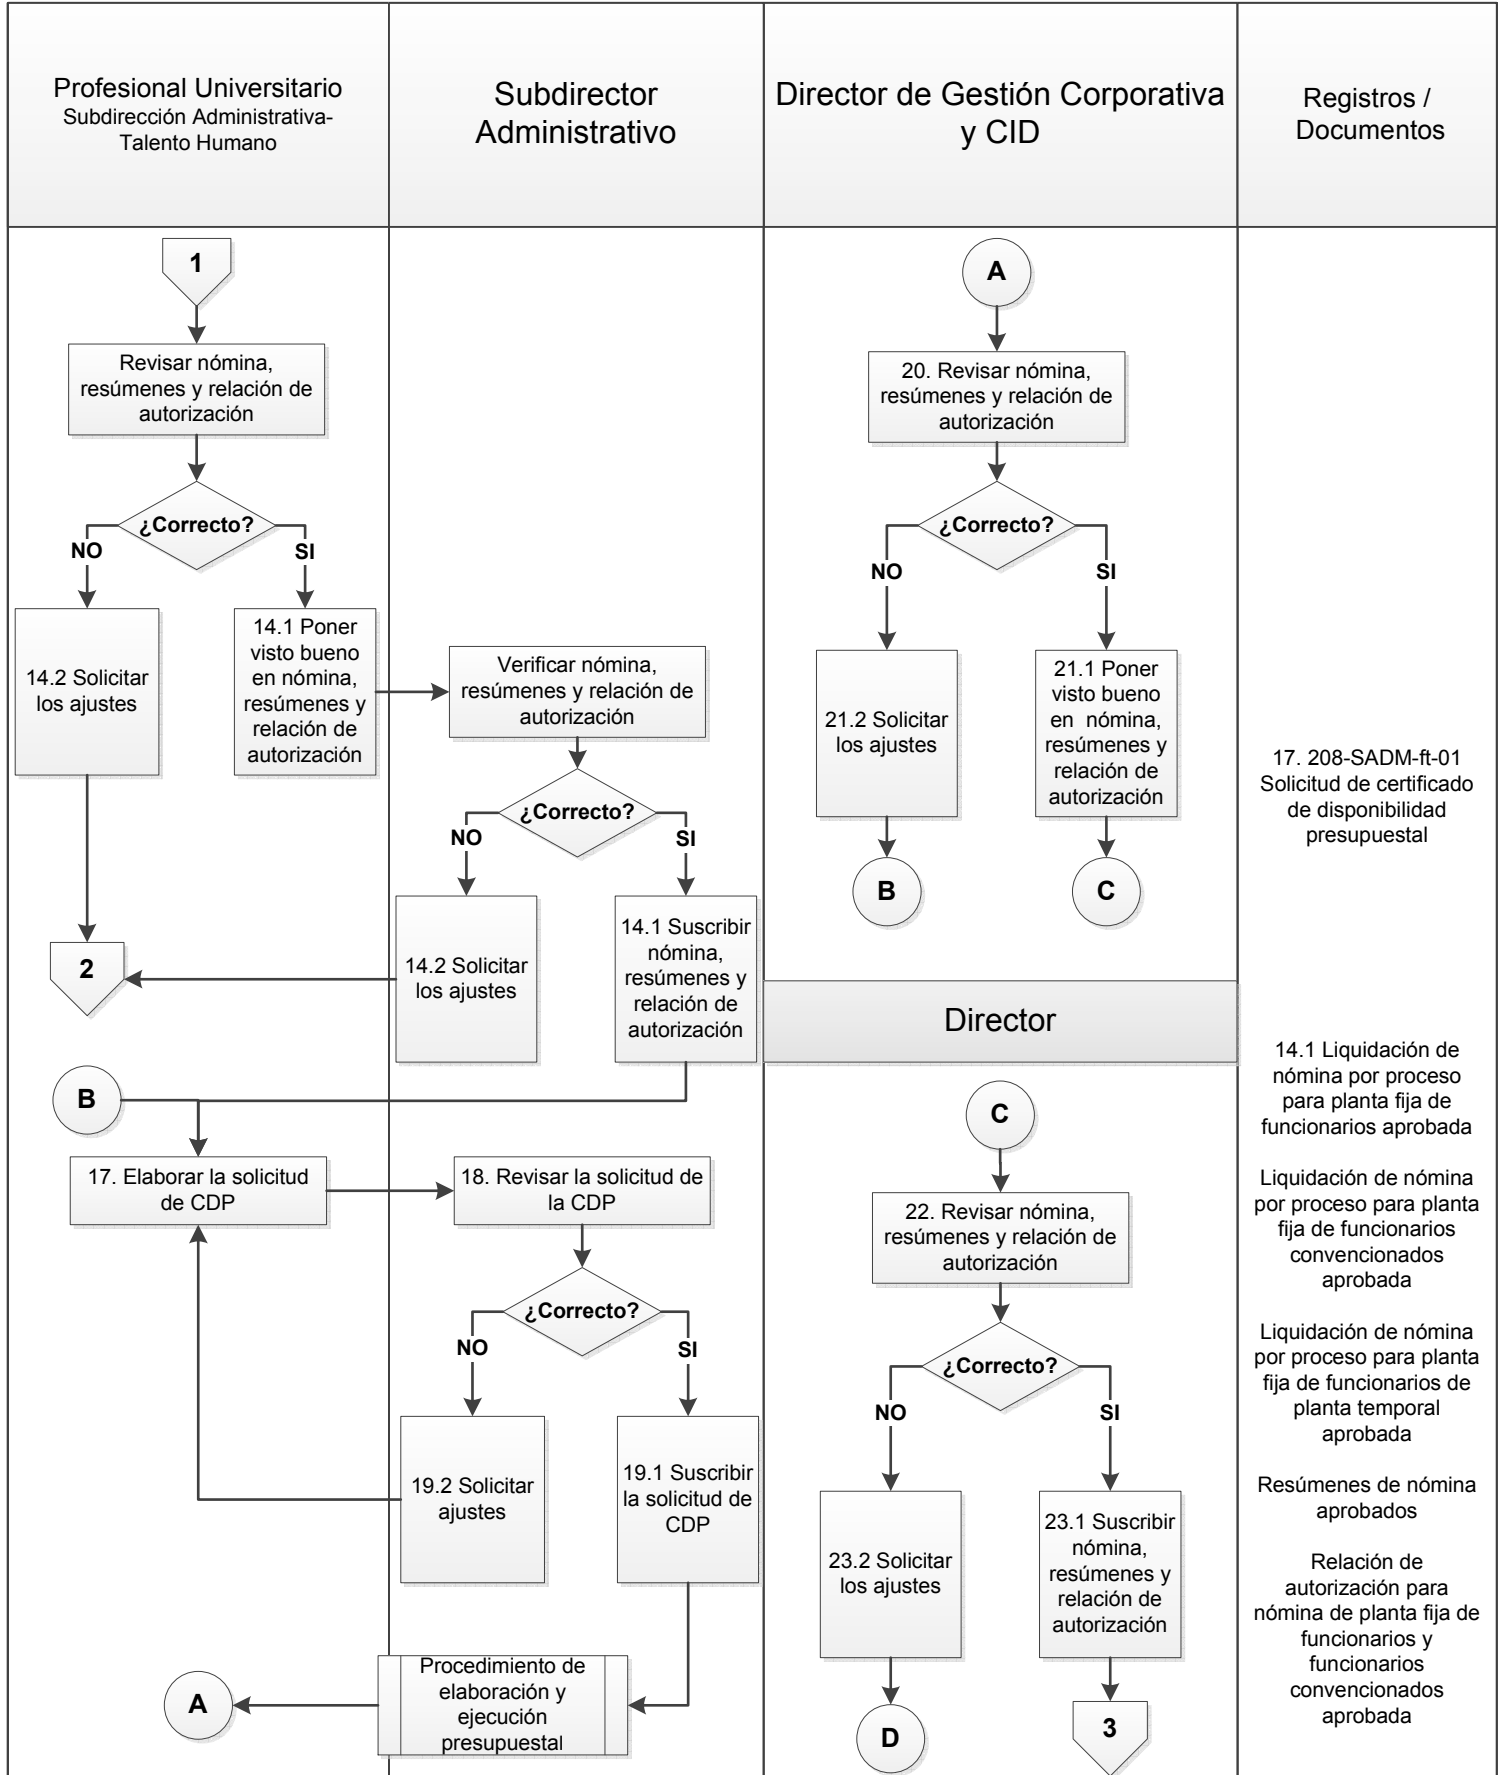 Profesional Universitario
Subdirección Administrativa-
Talento Humano
Subdirector
Administrativo
Director de Gestión Corporativa
y CID
Registros /
Documentos
1
Revisar nómina,
resúmenes y relación de
autorización
¿Correcto?
NO
SI
14.2 Solicitar
los ajustes
14.1 Poner
visto bueno
en nómina,
resúmenes y
relación de
autorización
2
B
17. Elaborar la solicitud
de CDP
A
Verificar nómina,
resúmenes y relación de
autorización
¿Correcto?
NO
SI
14.2 Solicitar
los ajustes
14.1 Suscribir
nómina,
resúmenes y
relación de
autorización
18. Revisar la solicitud de
la CDP
¿Correcto?
NO
SI
19.2 Solicitar
ajustes
19.1 Suscribir
la solicitud de
CDP
Procedimiento de
elaboración y
ejecución
presupuestal
A
20. Revisar nómina,
resúmenes y relación de
autorización
¿Correcto?
NO
SI
21.2 Solicitar
los ajustes
21.1 Poner
visto bueno
en  nómina,
resúmenes y
relación de
autorización
B
C
Director
C
22. Revisar nómina,
resúmenes y relación de
autorización
¿Correcto?
NO
SI
23.2 Solicitar
los ajustes
23.1 Suscribir
nómina,
resúmenes y
relación de
autorización
D
3
17. 208-SADM-ft-01
Solicitud de certificado
de disponibilidad
presupuestal
14.1 Liquidación de
nómina por proceso
para planta fija de
funcionarios aprobada
Liquidación de nómina
por proceso para planta
fija de funcionarios
convencionados
aprobada
Liquidación de nómina
por proceso para planta
fija de funcionarios de
planta temporal
aprobada
Resúmenes de nómina
aprobados
Relación de
autorización para
nómina de planta fija de
funcionarios y
funcionarios
convencionados
aprobada